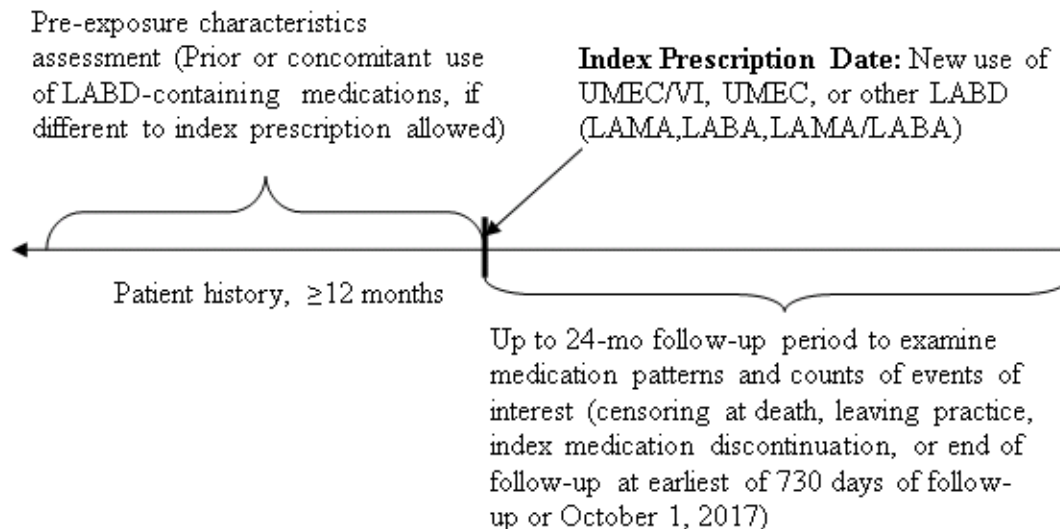 Pre-exposure characteristics
assessment (Prior or concomitant use
of LABD-containing medications, if
different to index prescription allowed)
Index Prescription Date: New use of
UMEC/VI, UMEC, or other LABD
(LAMA,LABA,LAMA/LABA)
Patient history, ≥12 months
Up to 24-mo follow-up period to examine
medication patterns and counts of events of
interest (censoring at death, leaving practice,
index medication discontinuation, or end of
follow-up at earliest of 730 days of follow-
up or October 1, 2017)